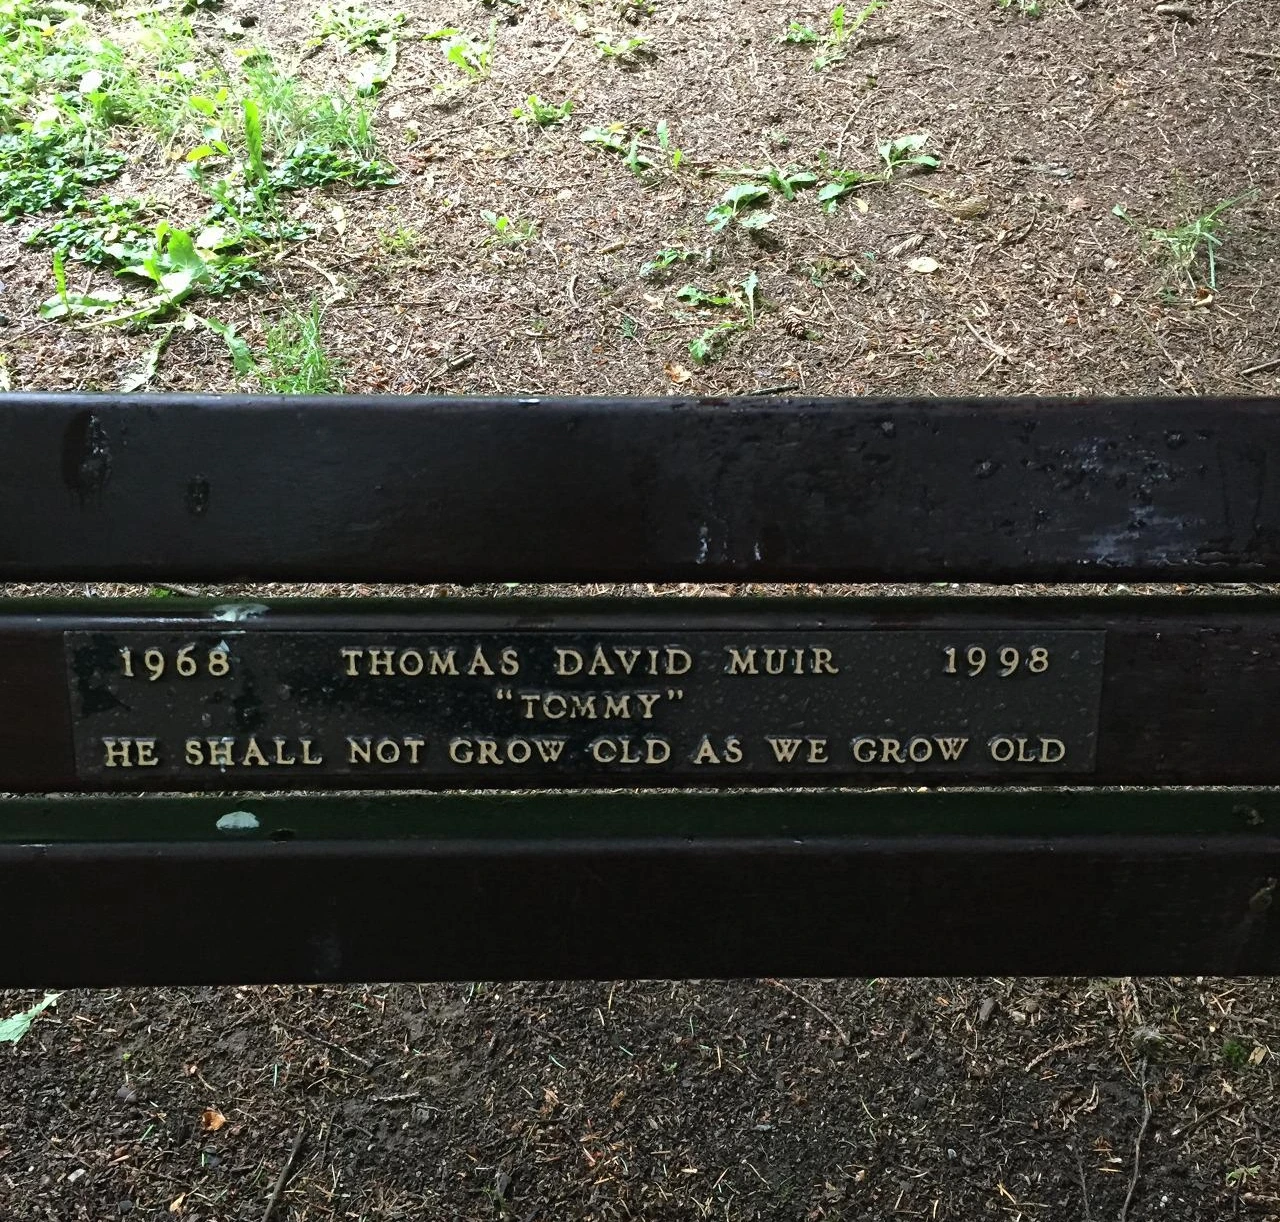 1968 THOMAS DAVID MUIR 1998
"TOMMY"
HE SHALL NOT GROW OLD AS WE GROW OLD